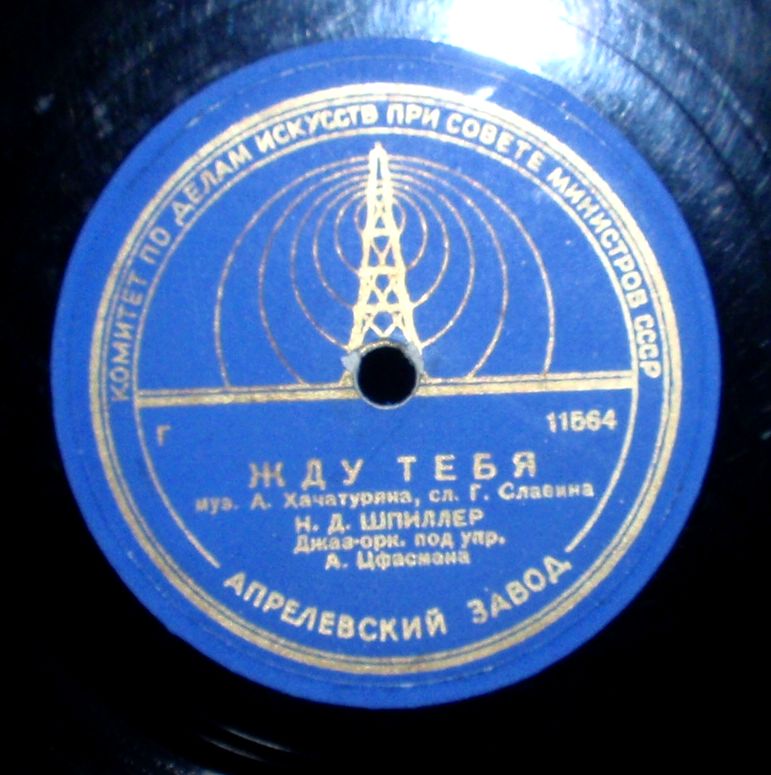 КОМИТЕТ ПО ДЕЛАМ ИСКУССТВ ПРИ СОВЕТЕ МИНИСТРОВ СССР
Г 11564
ЖДУ ТЕБЯ
муз. А. Хачатуряна, сл. Г. Славина
Н. Д. ШПИЛЛЕР
Джаз-орк. под упр.
А. Цфасмана
АПРЕЛЕВСКИЙ ЗАВОД